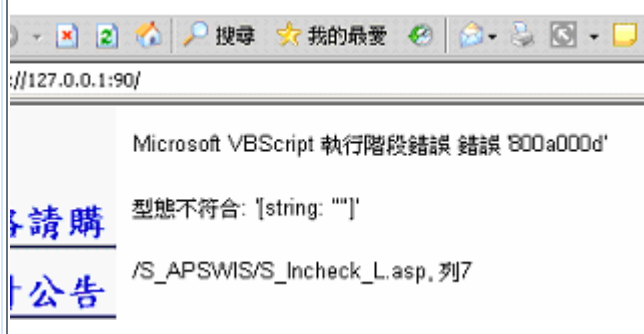 搜尋 我的最愛
://127.0.0.1:90/
Microsoft VBScript 執行階段錯誤 錯誤 '800a000d'
型態不符合: '[string: ""]'
請購
/S_APSWIS/S_Incheck_L.asp, 列7
公告